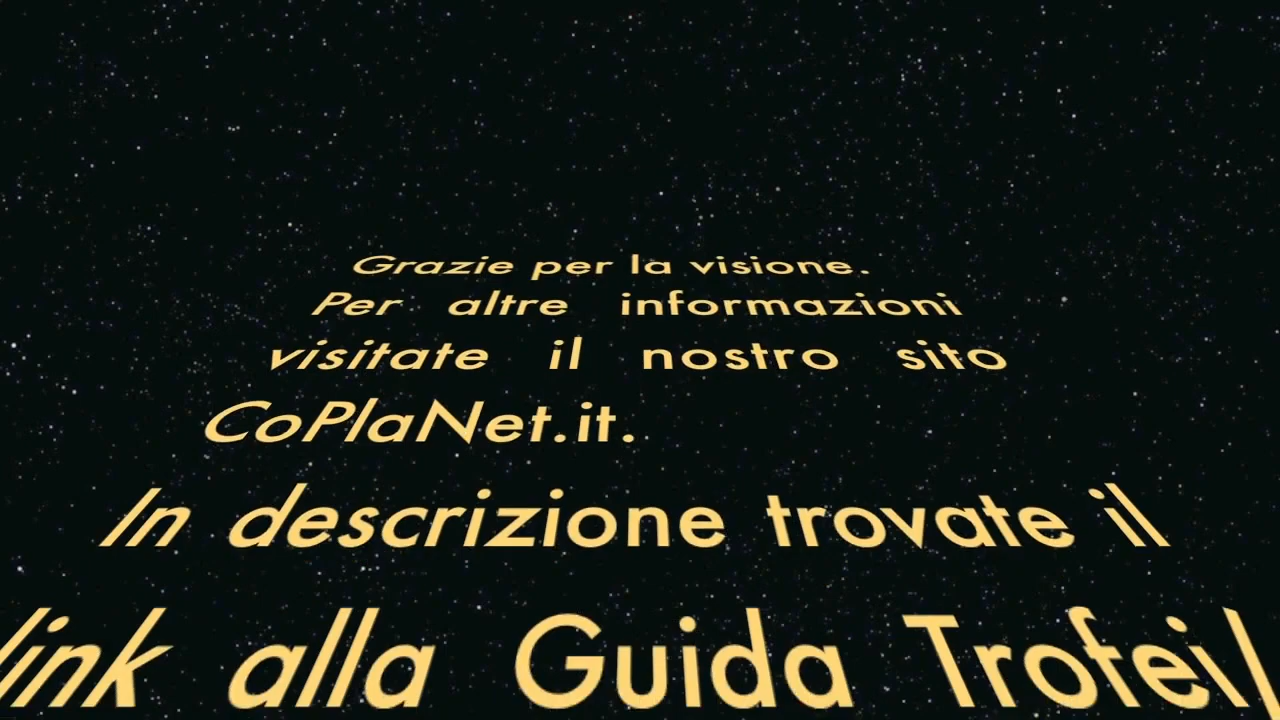 Grazie per la visione.
Per altre informazioni
visitate il nostro sito
CoPlaNet.it.
In descrizione trovate il
link alla Guida Trofei/